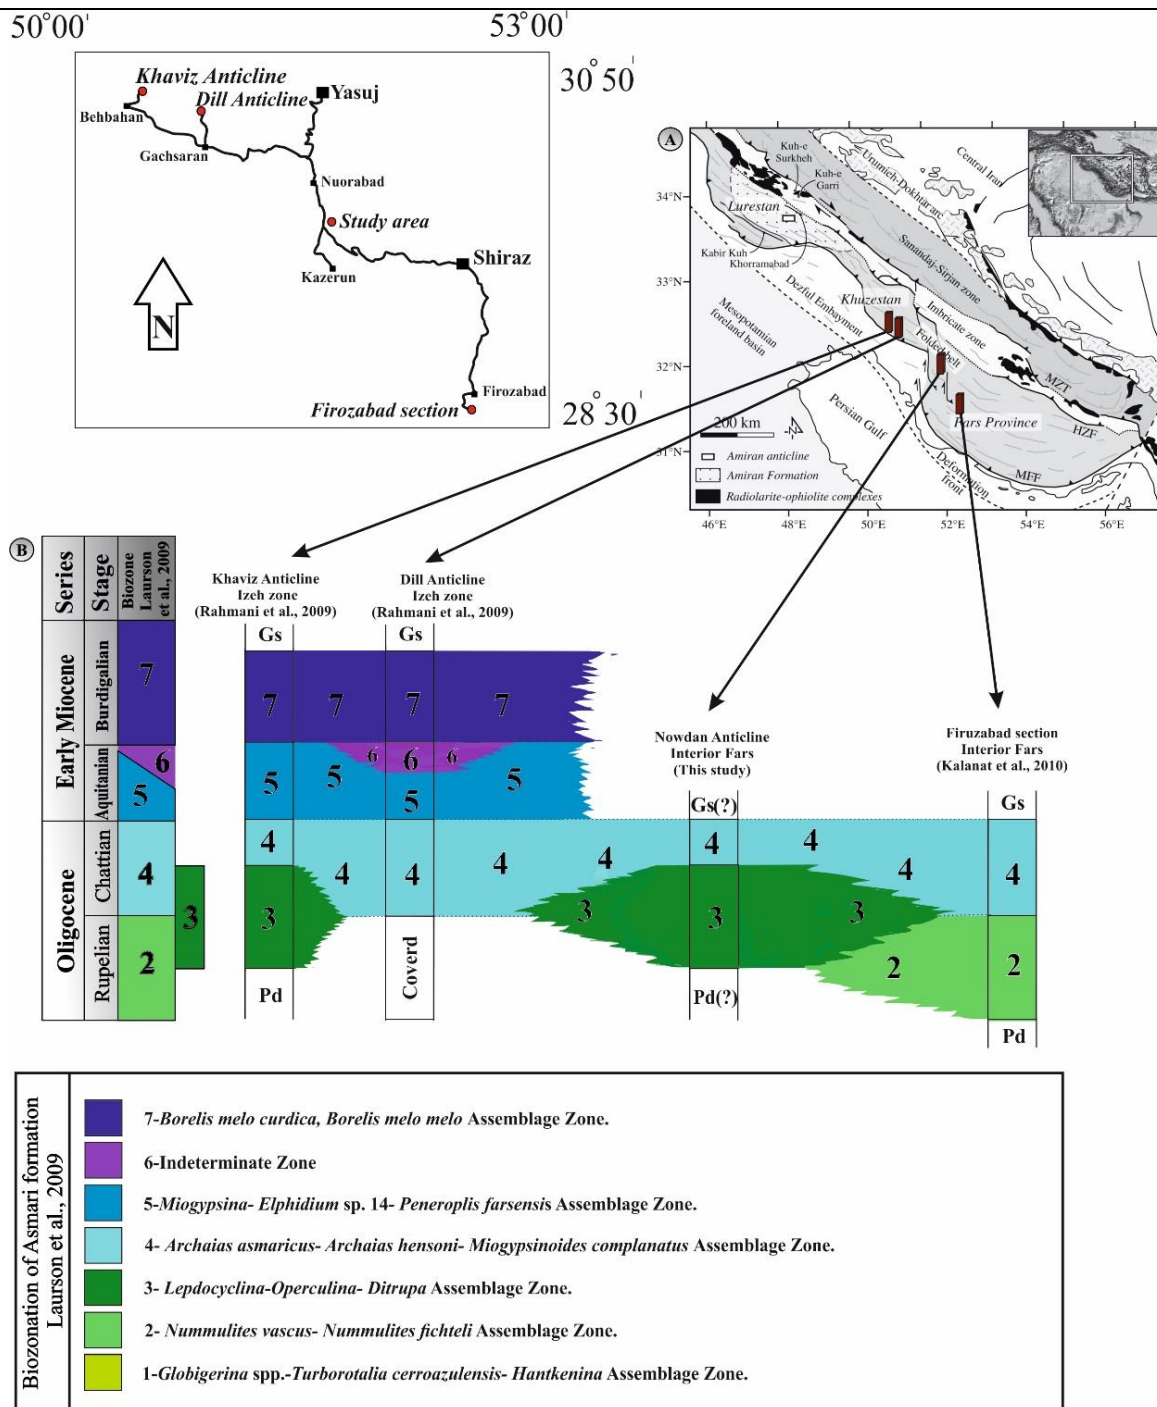 50°00'
53°00'
30°50'
28°30'
Khaviz Anticline
Dill Anticline
Yasuj
Behbahan
Gachsaran
Nuorabad
Study area
Shiraz
Kazerun
N
Firozabad
Firozabad section
A
34°N
33°N
32°N
31°N
Kuh-e
Surkheh
Kuh-e
Garri
Urumieh-Dokhtar arc
Central Iran
Lurestan
Kabir Kuh
Khorramabad
Sanandaj-Sirjan zone
Dezful Embayment
Khuzestan
Imbricate zone
Mesopotamian
foreland basin
Folded belt
MZT
Persian Gulf
Fars Province
HZF
MFF
Deformation
front
200 km
N
Amiran anticline
Amiran Formation
Radiolarite-ophiolite complexes
46°E
48°E
50°E
52°E
54°E
56°E
B
Series
Stage
Biozone
Laurson
et al., 2009
Early Miocene
Oligocene
Burdigalian
Aquitanian
Chattian
Rupelian
7
6
5
4
3
2
Khaviz Anticline
Izeh zone
(Rahmani et al., 2009)
Dill Anticline
Izeh zone
(Rahmani et al., 2009)
Nowdan Anticline
Interior Fars
(This study)
Firuzabad section
Interior Fars
(Kalanat et al., 2010)
Gs
Gs
Gs(?)
Gs
7
7
7
7
6
6
6
5
5
5
5
4
4
4
4
4
4
4
4
4
3
3
3
3
2
2
Pd
Coverd
Pd(?)
Pd
Biozonation of Asmari formation
Laurson et al., 2009
7-Borelis melo curdica, Borelis melo melo Assemblage Zone.
6-Indeterminate Zone
5-Miogypsina- Elphidium sp. 14- Peneroplis farsensis Assemblage Zone.
4- Archaias asmaricus- Archaias hensoni- Miogypsinoides complanatus Assemblage Zone.
3- Lepdocyclina-Operculina- Ditrupa Assemblage Zone.
2- Nummulites vascus- Nummulites fichteli Assemblage Zone.
1-Globigerina spp.-Turborotalia cerroazulensis- Hantkenina Assemblage Zone.